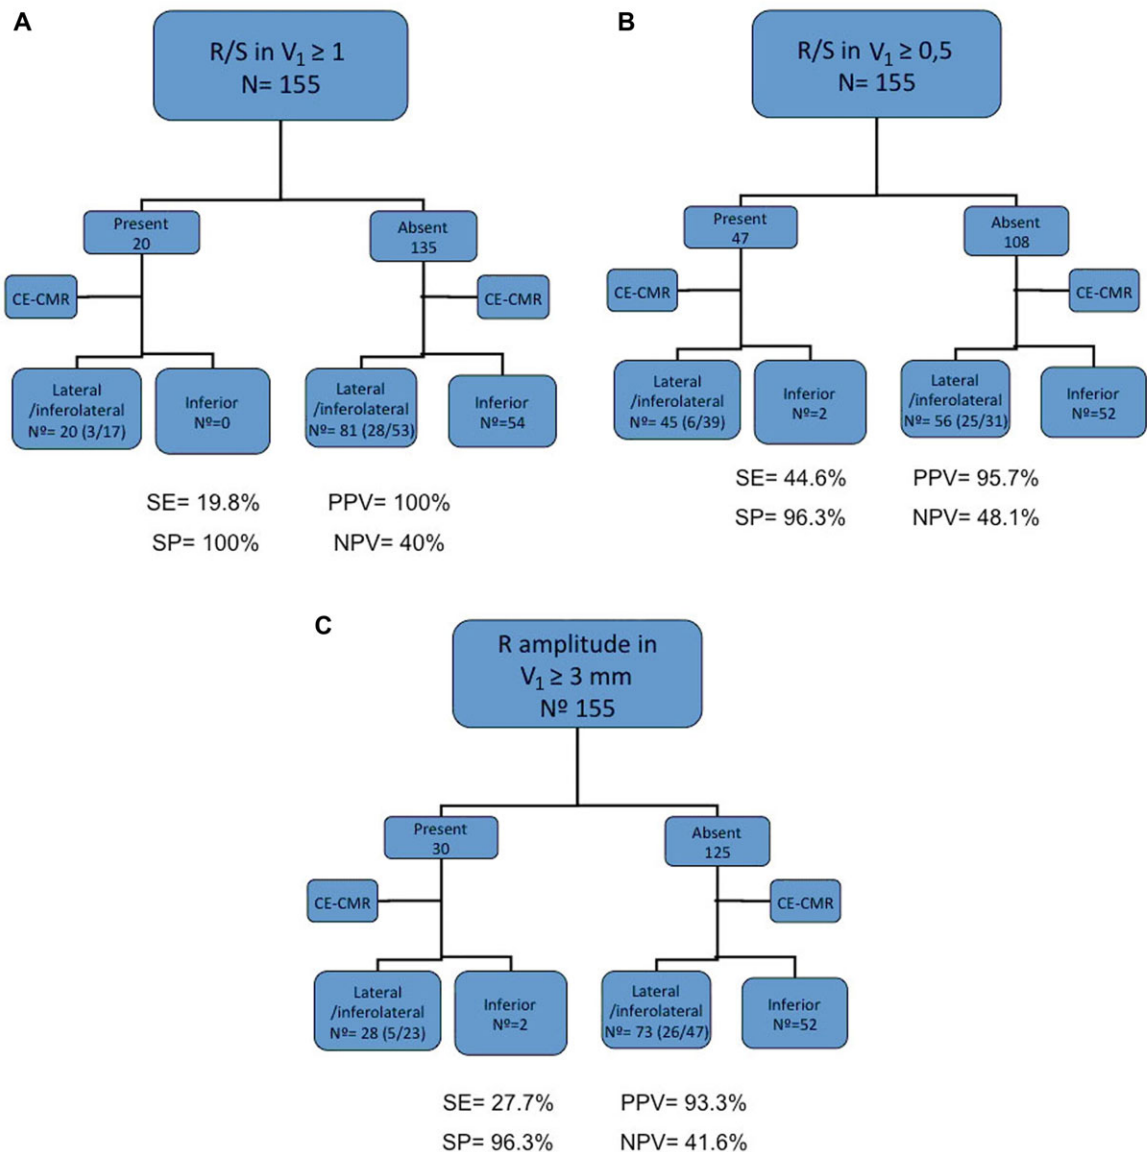 A
R/S in V1 ≥ 1
N= 155
Present
20
Absent
135
CE-CMR
CE-CMR
Lateral
/inferolateral
Nº= 20 (3/17)
Inferior
Nº=0
Lateral
/inferolateral
Nº= 81 (28/53)
Inferior
Nº=54
SE= 19.8% PPV= 100%
SP= 100% NPV= 40%
B
R/S in V1 ≥ 0,5
N= 155
Present
47
Absent
108
CE-CMR
CE-CMR
Lateral
/inferolateral
Nº= 45 (6/39)
Inferior
Nº=2
Lateral
/inferolateral
Nº= 56 (25/31)
Inferior
Nº=52
SE= 44.6% PPV= 95.7%
SP= 96.3% NPV= 48.1%
C
R amplitude in
V1 ≥ 3 mm
Nº 155
Present
30
Absent
125
CE-CMR
CE-CMR
Lateral
/inferolateral
Nº= 28 (5/23)
Inferior
Nº=2
Lateral
/inferolateral
Nº= 73 (26/47)
Inferior
Nº=52
SE= 27.7% PPV= 93.3%
SP= 96.3% NPV= 41.6%